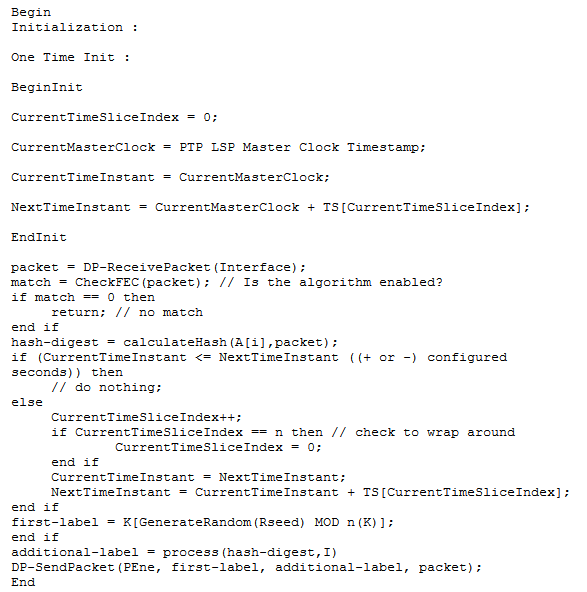 Begin
Initialization :
One Time Init :
BeginInit
CurrentTimeSliceIndex = 0;
CurrentMasterClock = PTP LSP Master Clock Timestamp;
CurrentTimeInstant = CurrentMasterClock;
NextTimeInstant = CurrentMasterClock + TS[CurrentTimeSliceIndex];
EndInit
packet = DP-ReceivePacket(Interface);
match = CheckFEC(packet); // Is the algorithm enabled?
if match == 0 then
return; // no match
end if
hash-digest = calculateHash(A[i],packet);
if (CurrentTimeInstant <= NextTimeInstant ((+ or -) configured
seconds)) then
// do nothing;
else
CurrentTimeSliceIndex++;
if CurrentTimeSliceIndex == n then // check to wrap around
CurrentTimeSliceIndex = 0;
end if
CurrentTimeInstant = NextTimeInstant;
NextTimeInstant = CurrentTimeInstant + TS[CurrentTimeSliceIndex];
end if
first-label = K[GenerateRandom(Rseed) MOD n(K)];
end if
additional-label = process(hash-digest,I)
DP-SendPacket(PEne, first-label, additional-label, packet);
End